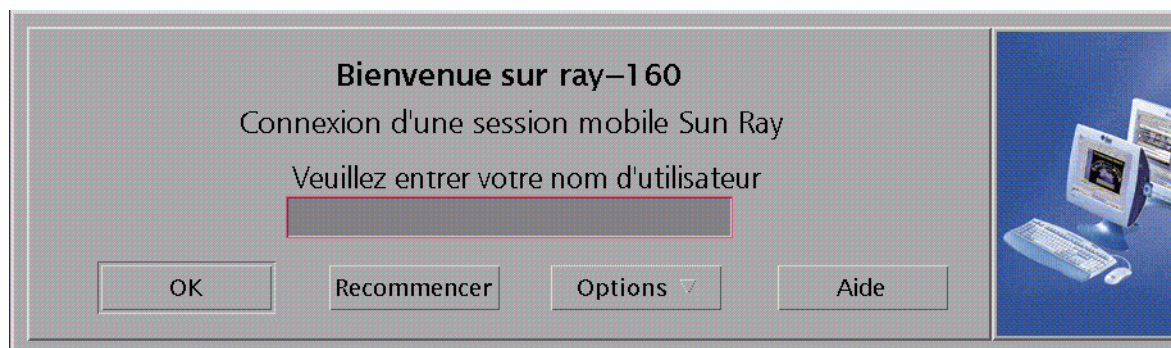 Bienvenue sur ray–160
Connexion d'une session mobile Sun Ray
Veuillez entrer votre nom d'utilisateur
OK Recommencer Options Aide